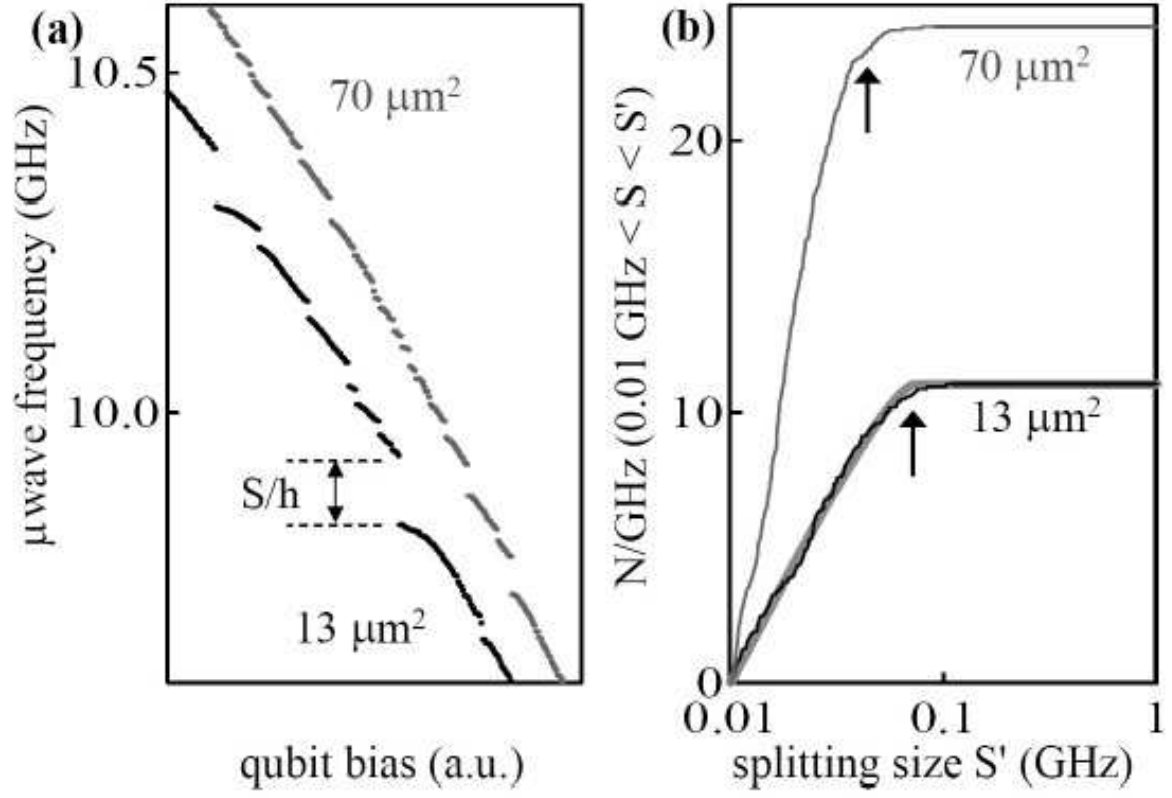 (a)
10.5
10.0
μwave frequency (GHz)
70 μm²
S/h
13 μm²
qubit bias (a.u.)
(b)
20
10
0
N/GHz (0.01 GHz < S < S')
70 μm²
13 μm²
0.01 0.1 1
splitting size S' (GHz)